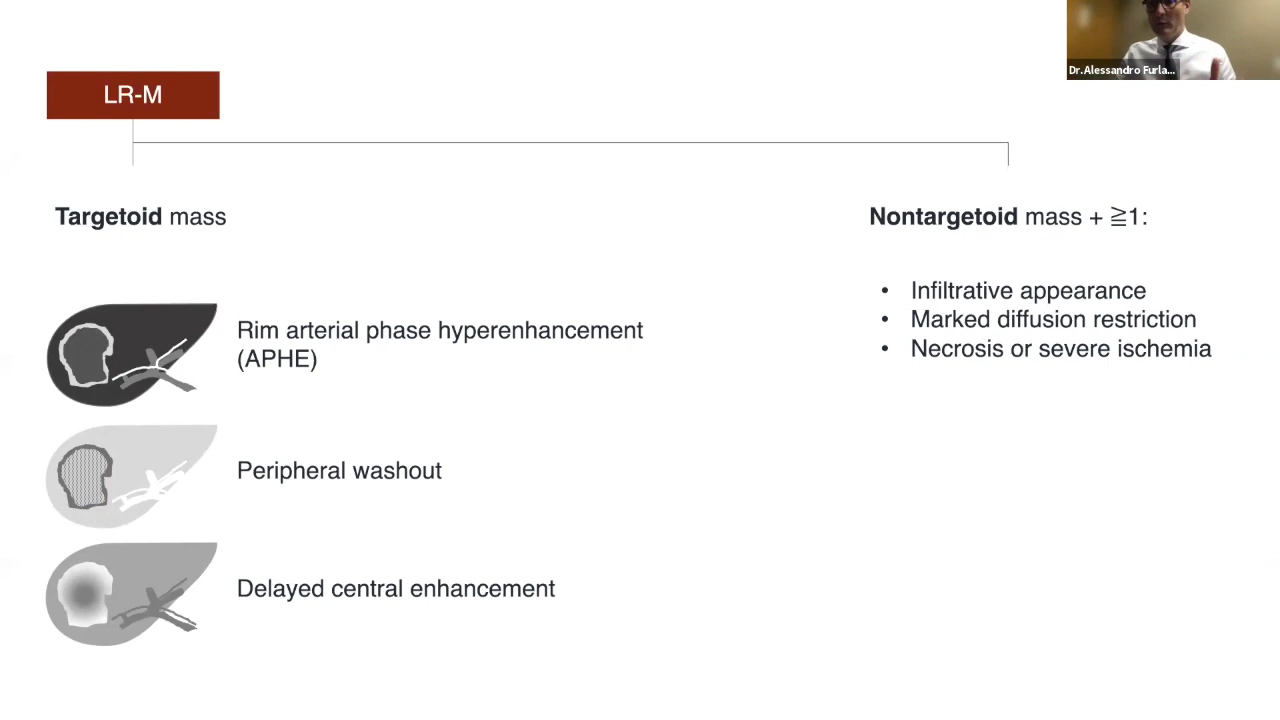 Dr.Alessandro Furla...
LR-M
Targetoid mass
Nontargetoid mass + ≧1:
Rim arterial phase hyperenhancement
(APHE)
Peripheral washout
Delayed central enhancement
• Infiltrative appearance
• Marked diffusion restriction
• Necrosis or severe ischemia